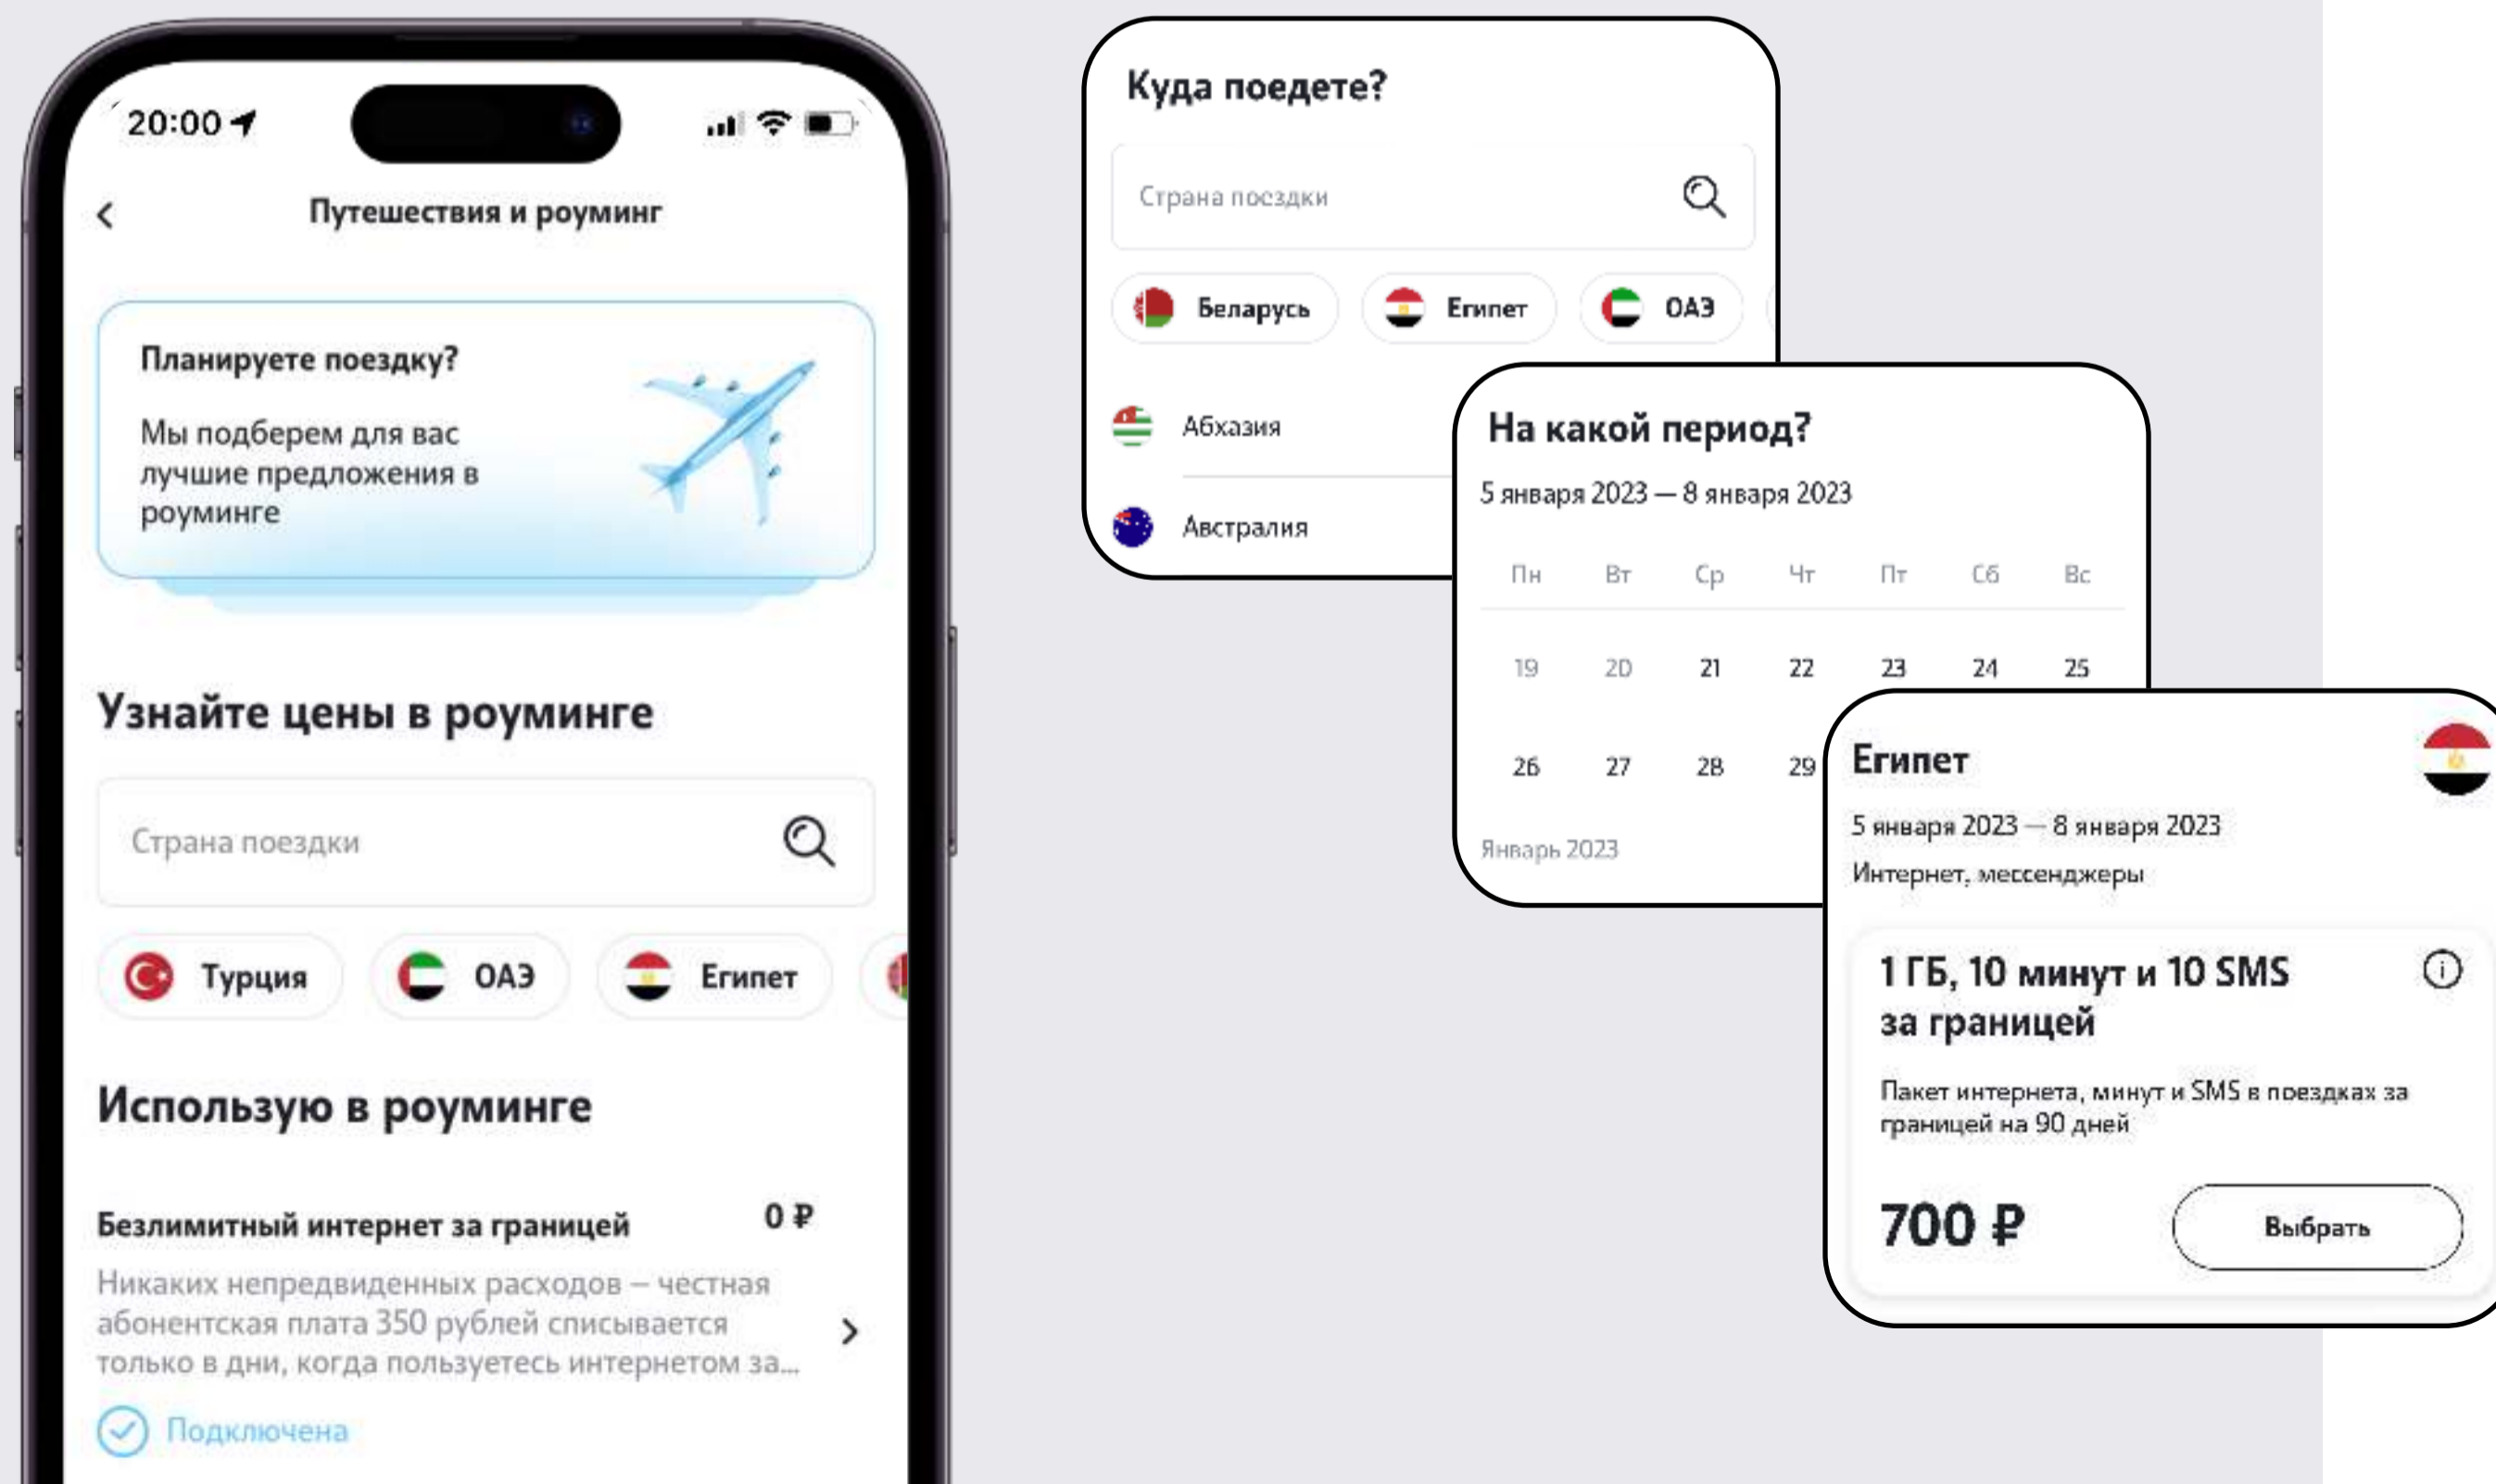 20:00
Путешествия и роуминг
Планируете поездку?
Мы подберем для вас
лучшие предложения в
роуминге
Узнайте цены в роуминге
Страна поездки
Турция ОАЭ Египет
Использую в роуминге
Безлимитный интернет за границей 0 ₽
Никаких непредвиденных расходов – честная
абонентская плата 350 рублей списывается
только в дни, когда пользуетесь интернетом за...
Подключена
Куда поедете?
Страна поездки
Беларусь Египет ОАЭ
Абхазия
Австралия
На какой период?
5 января 2023 — 8 января 2023
Пн Вт Ср Чт Пт Сб Вс
19 20 21 22 23 24 25
26 27 28 29
Январь 2023
Египет
5 января 2023 — 8 января 2023
Интернет, мессенджеры
1 ГБ, 10 минут и 10 SMS
за границей
Пакет интернета, минут и SMS в поездках за
границей на 90 дней
700 ₽ Выбрать